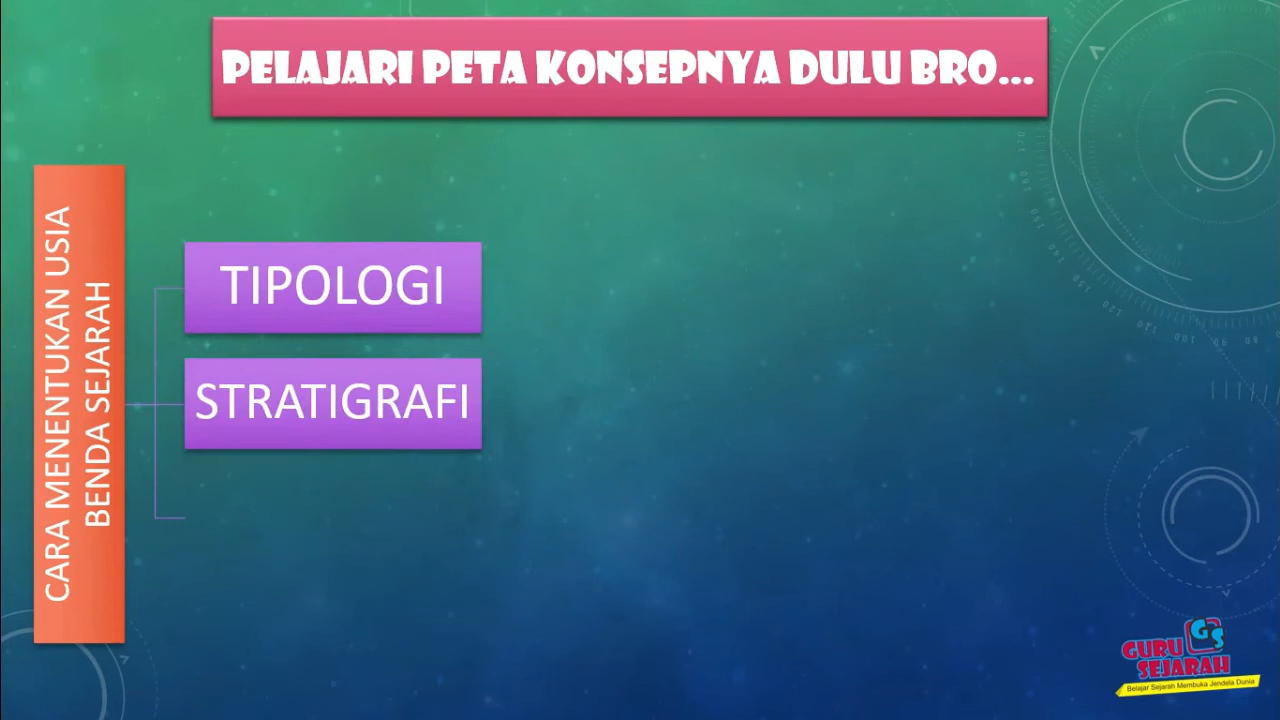 PELAJARI PETA KONSEPNYA DULU BRO...
CARA MENENTUKAN USIA
BENDA SEJARAH
TIPOLOGI
STRATIGRAFI
GS
GURU
SEJARAH
Belajar Sejarah Membuka Jendela Dunia